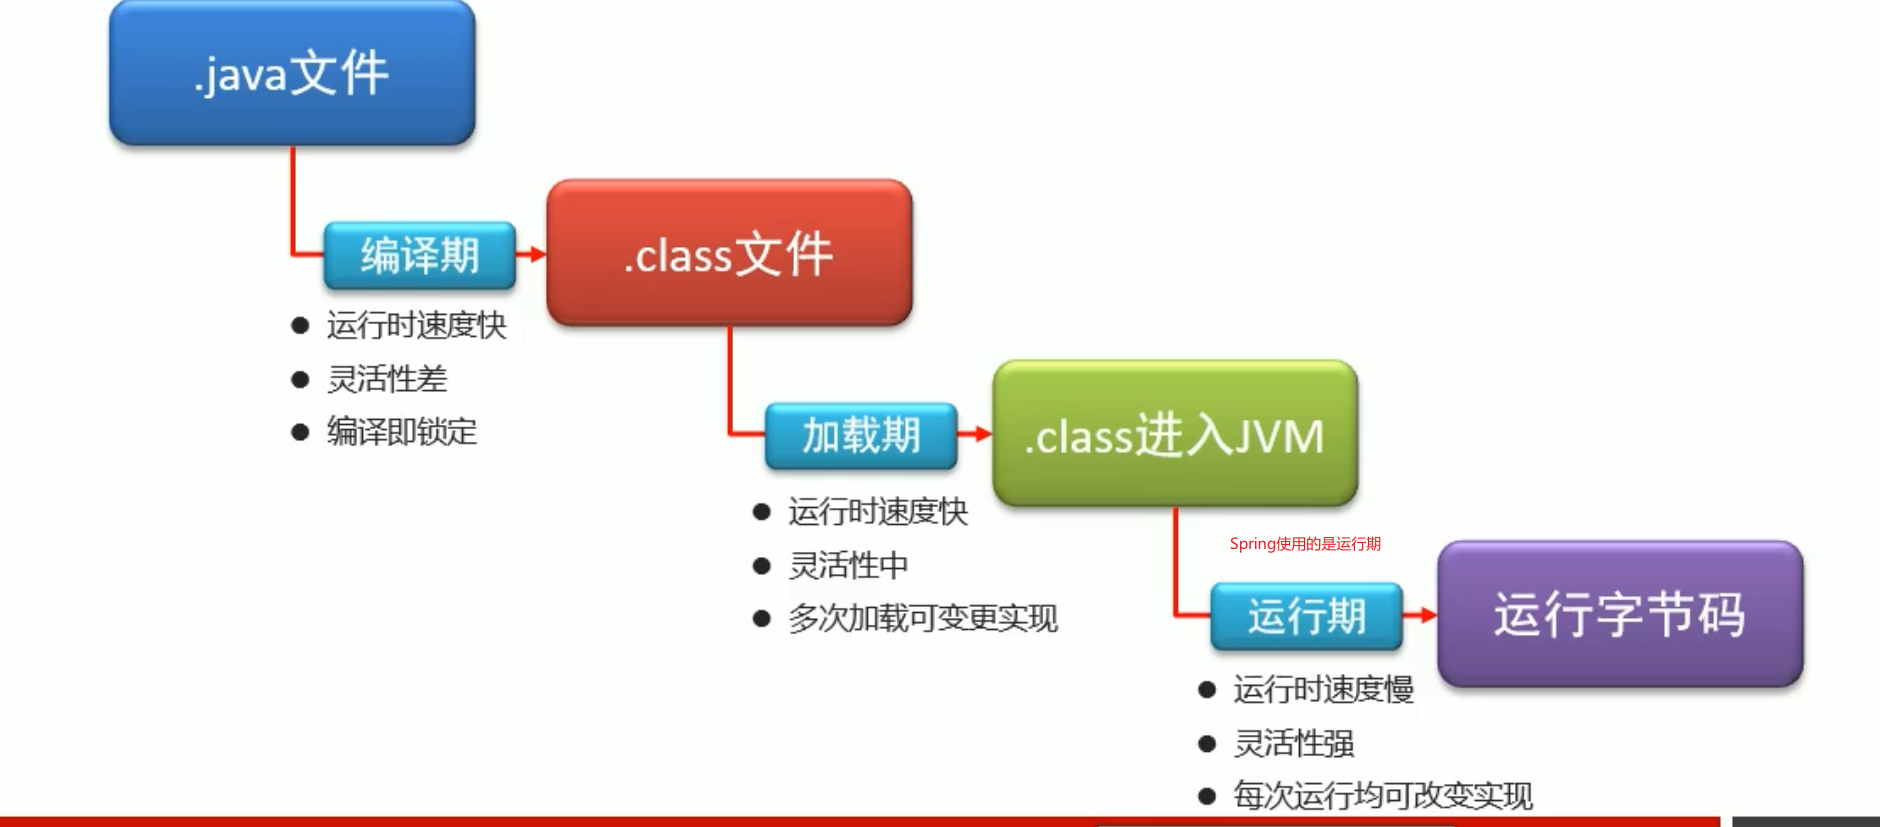 .java文件
编译期
.class文件
运行时速度快
灵活性差
编译即锁定
加载期
.class进入JVM
运行时速度快
灵活性中
多次加载可变更实现
Spring使用的是运行期
运行期
运行字节码
运行时速度慢
灵活性强
每次运行均可改变实现